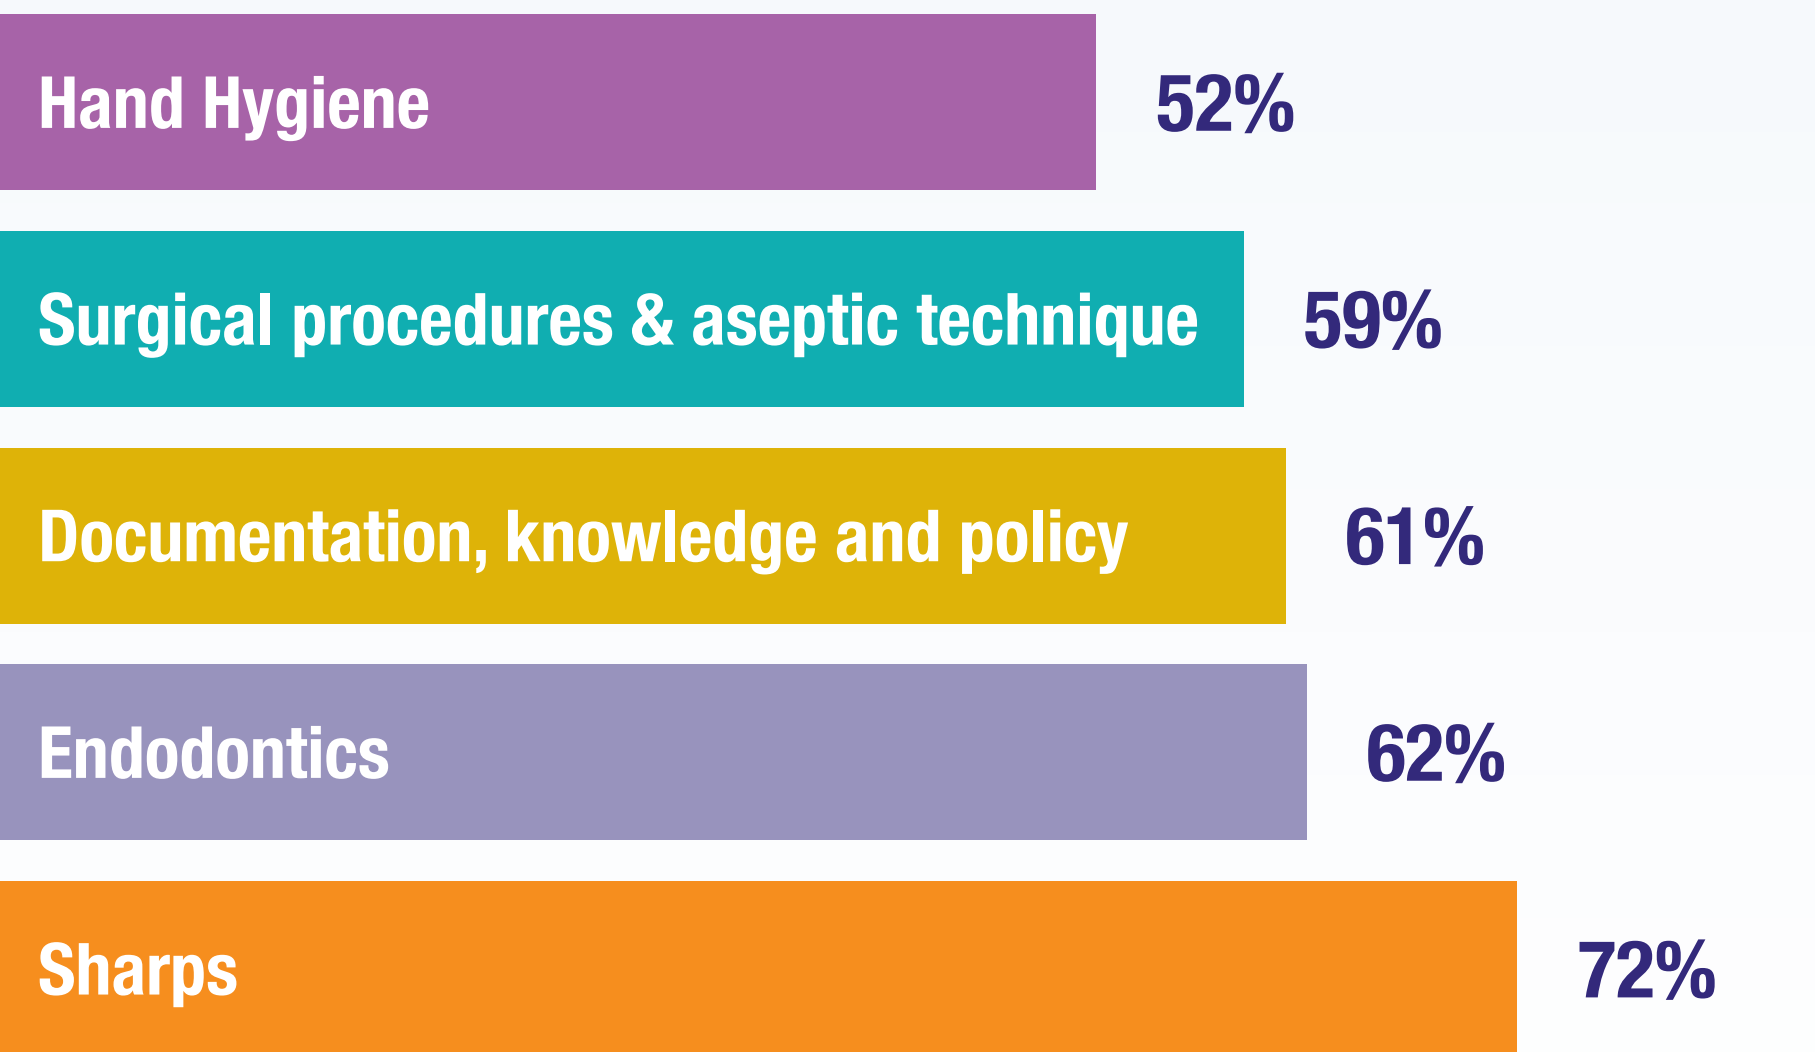 Hand Hygiene 52%
Surgical procedures & aseptic technique 59%
Documentation, knowledge and policy 61%
Endodontics 62%
Sharps 72%